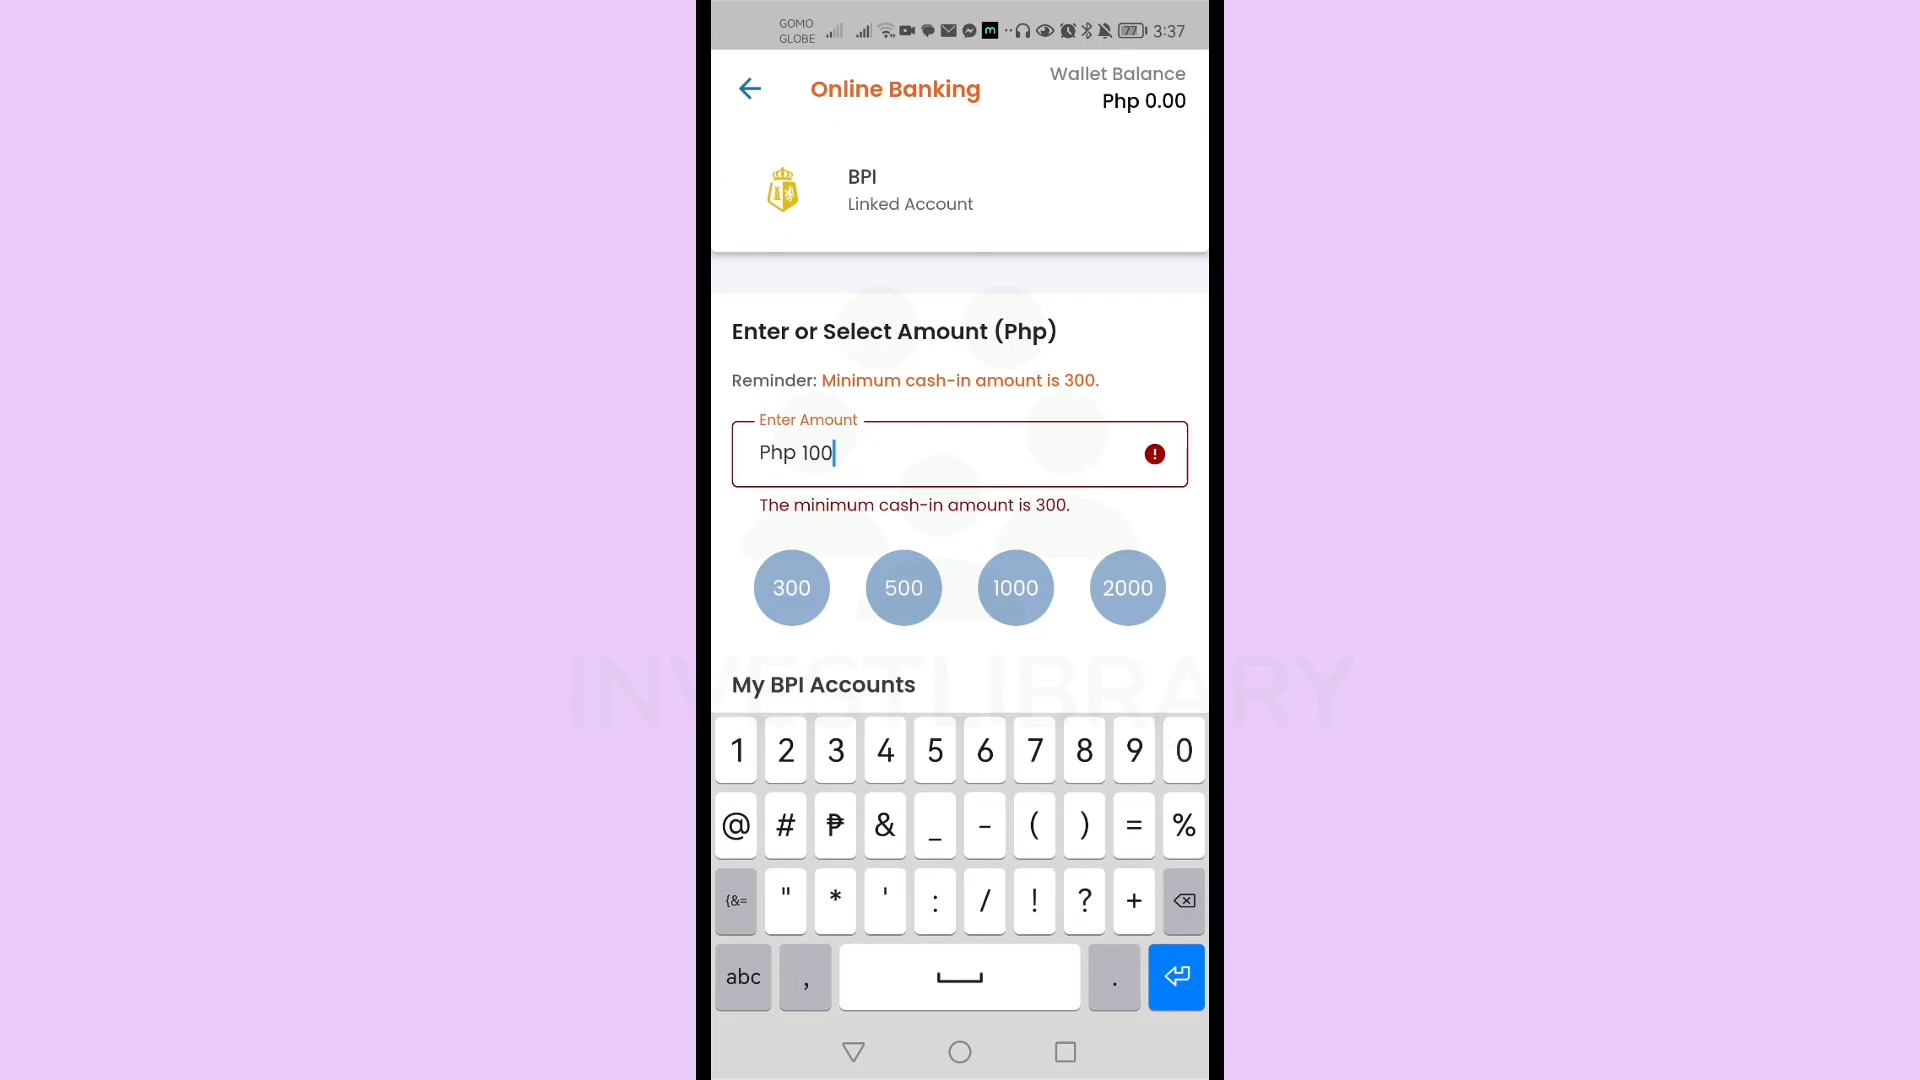 GOMO
GLOBE
77
3:37
Online Banking
Wallet Balance
Php 0.00
BPI
Linked Account
Enter or Select Amount (Php)
Reminder: Minimum cash-in amount is 300.
Enter Amount
Php 100
The minimum cash-in amount is 300.
300 500 1000 2000
INVESTLIBRARY
My BPI Accounts
1 2 3 4 5 6 7 8 9 0
@ # ₱ & _ - ( ) = %
{&= " * ' : / ! ? +
abc , .